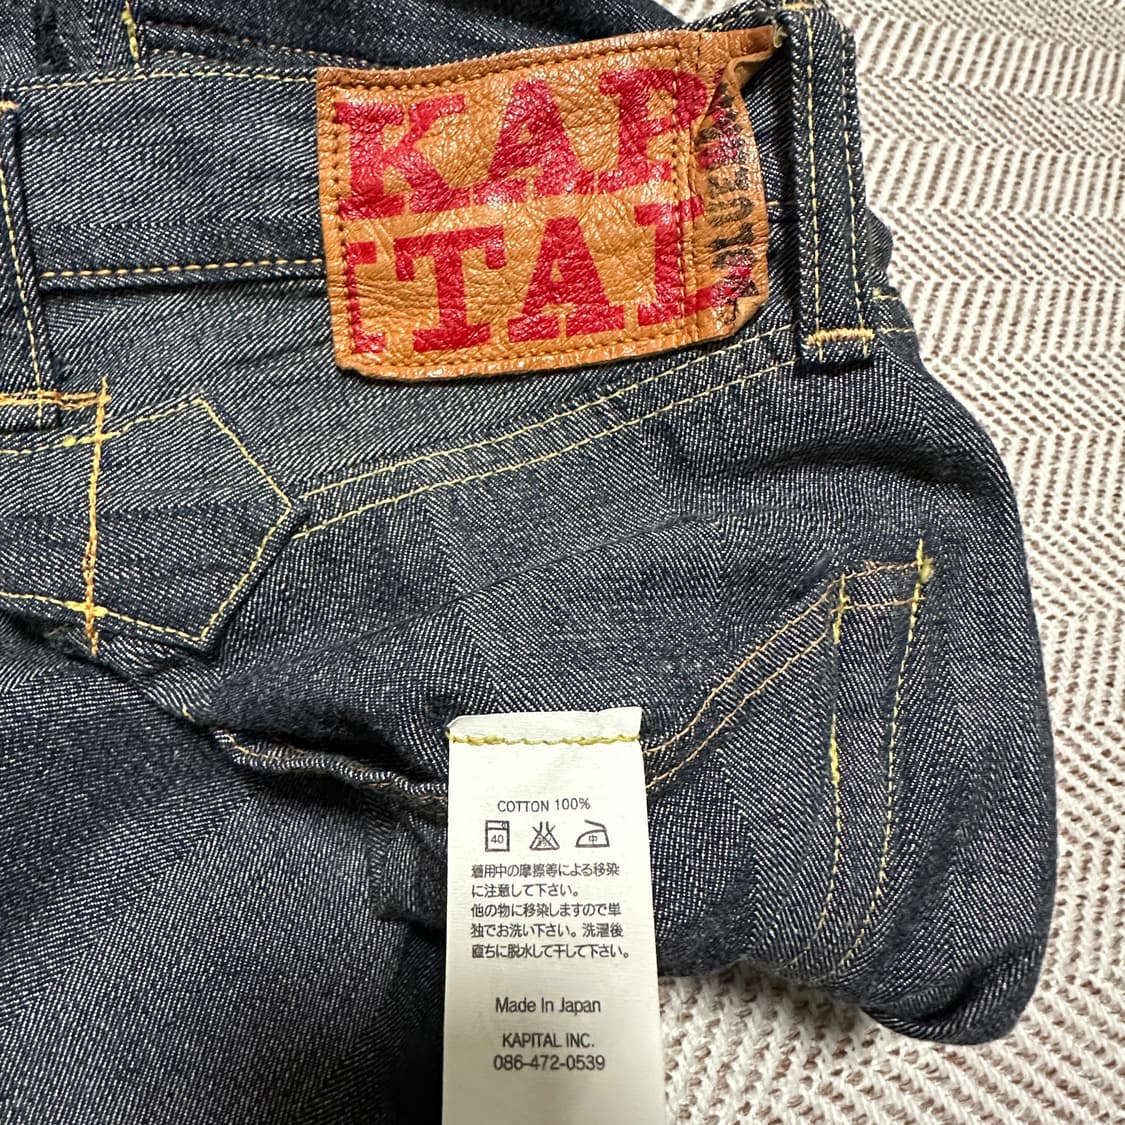 KAP
ITAL
COTTON 100%
40
中
着用中の摩擦等による移染
に注意して下さい。
他の物に移染しますので単
独でお洗い下さい。洗濯後
直ちに脱水して干して下さい。
Made In Japan
KAPITAL INC.
086-472-0539